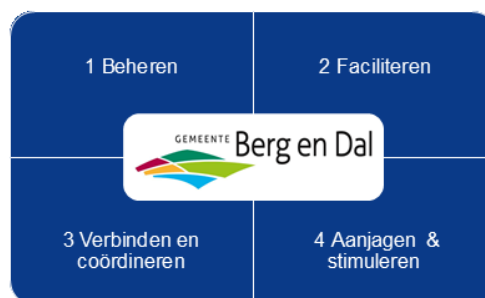 1 Beheren
2 Faciliteren
GEMEENTE Berg en Dal
3 Verbinden en
coördineren
4 Aanjagen &
stimuleren